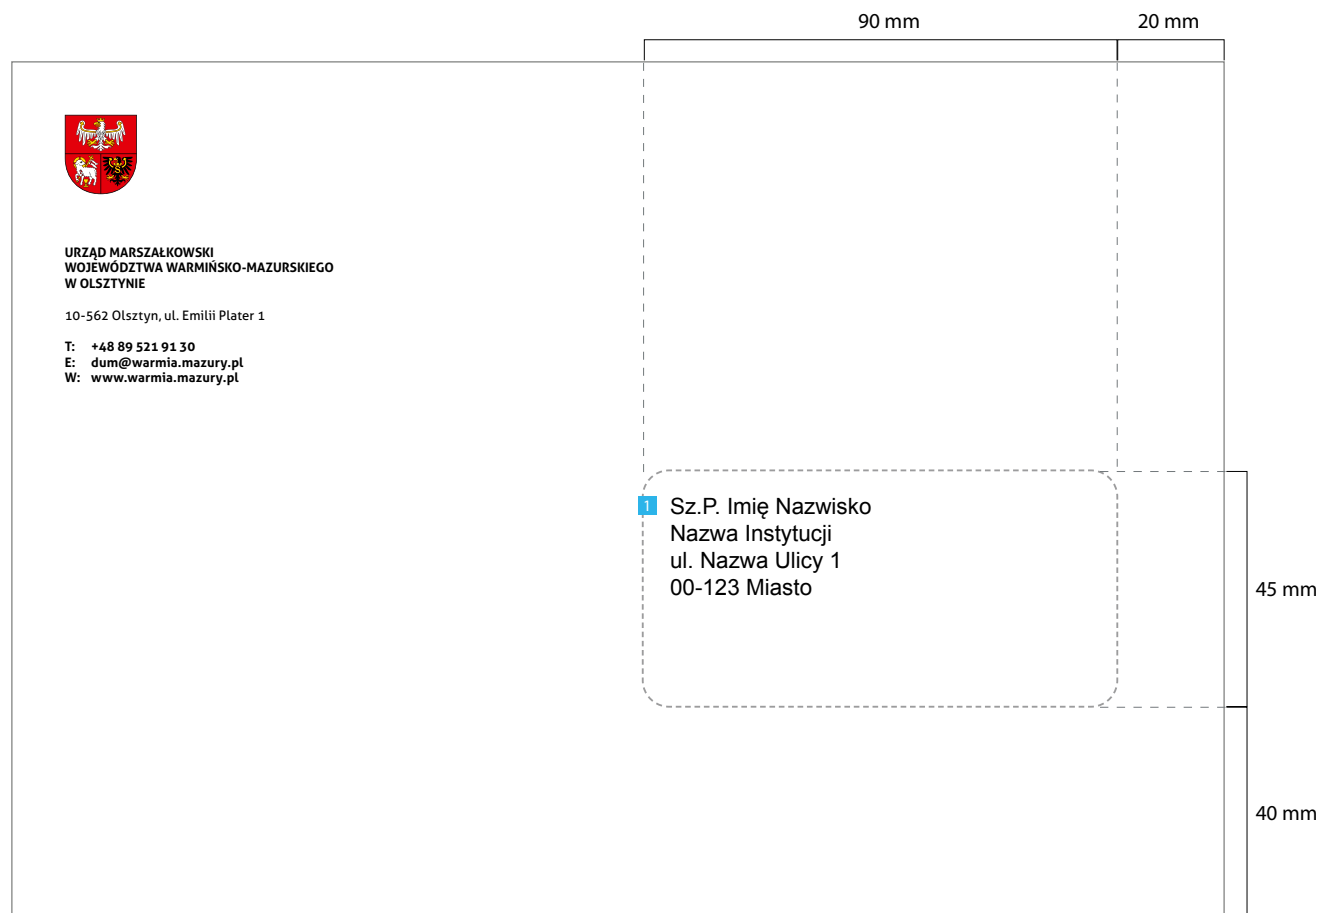 90 mm
20 mm
URZĄD MARSZAŁKOWSKI
WOJEWÓDZTWA WARMIŃSKO-MAZURSKIEGO
W OLSZTYNIE
10-562 Olsztyn, ul. Emilii Plater 1
T: +48 89 521 91 30
E: dum@warmia.mazury.pl
W: www.warmia.mazury.pl
1 Sz.P. Imię Nazwisko
Nazwa Instytucji
ul. Nazwa Ulicy 1
00-123 Miasto
45 mm
40 mm